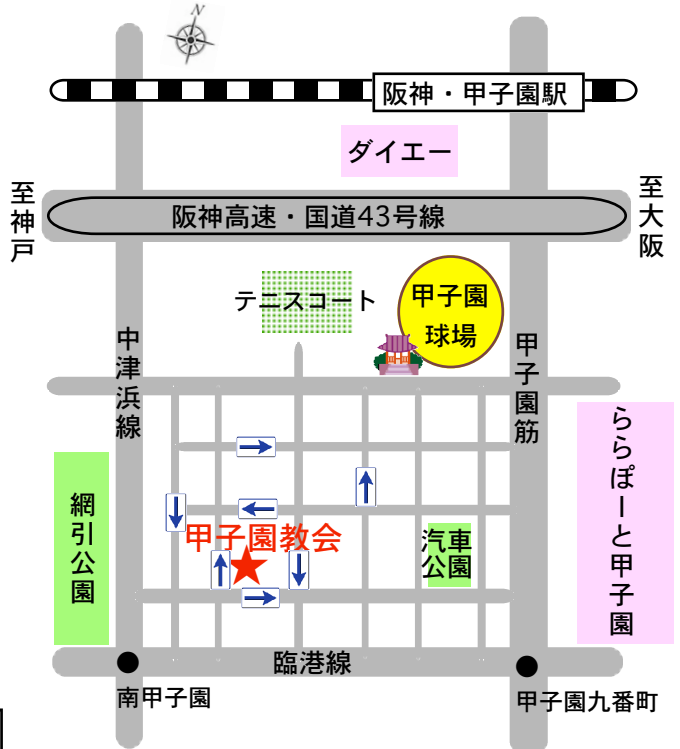 N
阪神・甲子園駅
ダイエー
至神戸
阪神高速・国道43号線
至大阪
テニスコート
甲子園
球場
中津浜線
甲子園筋
ららぽーと甲子園
網引公園
甲子園教会
汽車
公園
臨港線
南甲子園
甲子園九番町